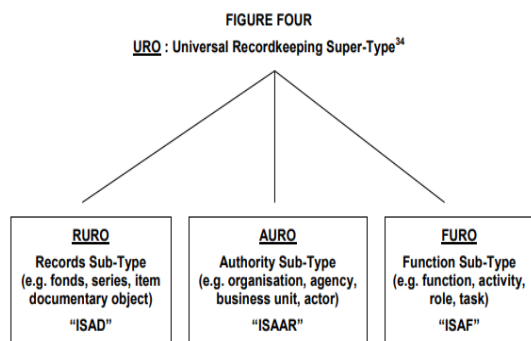 FIGURE FOUR
URO : Universal Recordkeeping Super-Type34
RURO
Records Sub-Type
(e.g. fonds, series, item
documentary object)
"ISAD"
AURO
Authority Sub-Type
(e.g. organisation, agency,
business unit, actor)
"ISAAR"
FURO
Function Sub-Type
(e.g. function, activity,
role, task)
"ISAF"